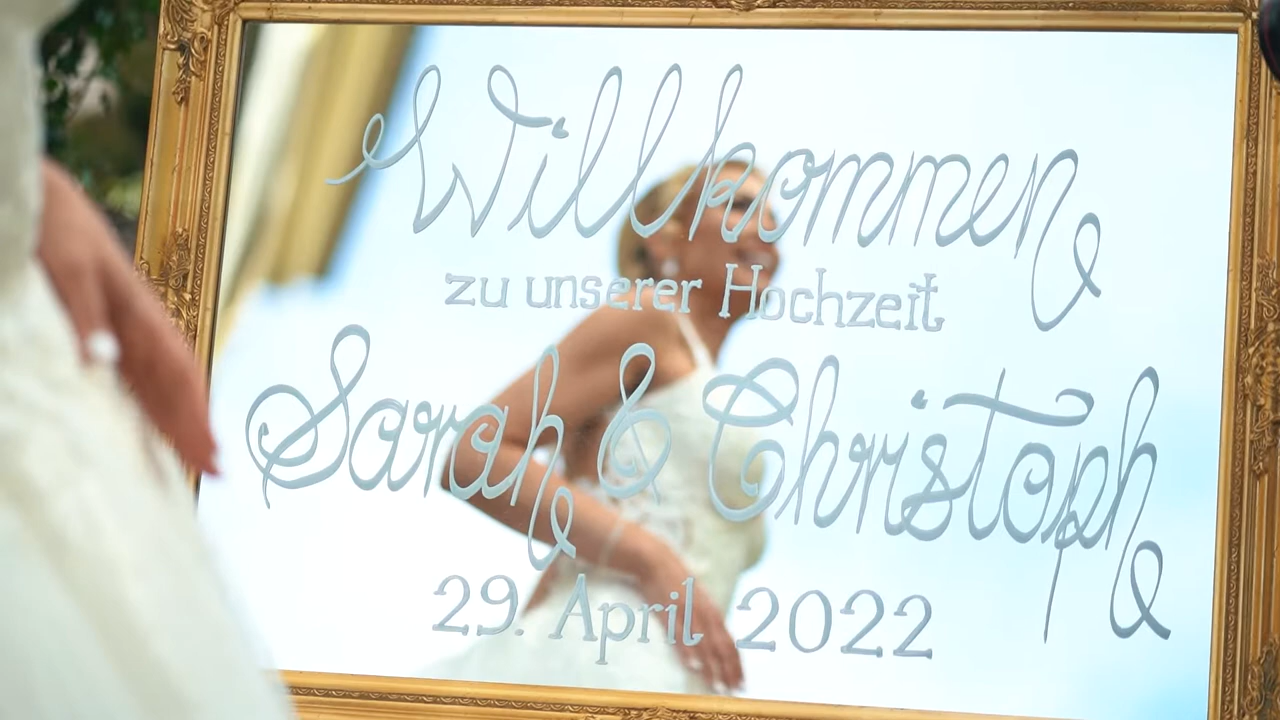 Willkommen
zu unserer Hochzeit
Sarah & Christoph
29. April 2022